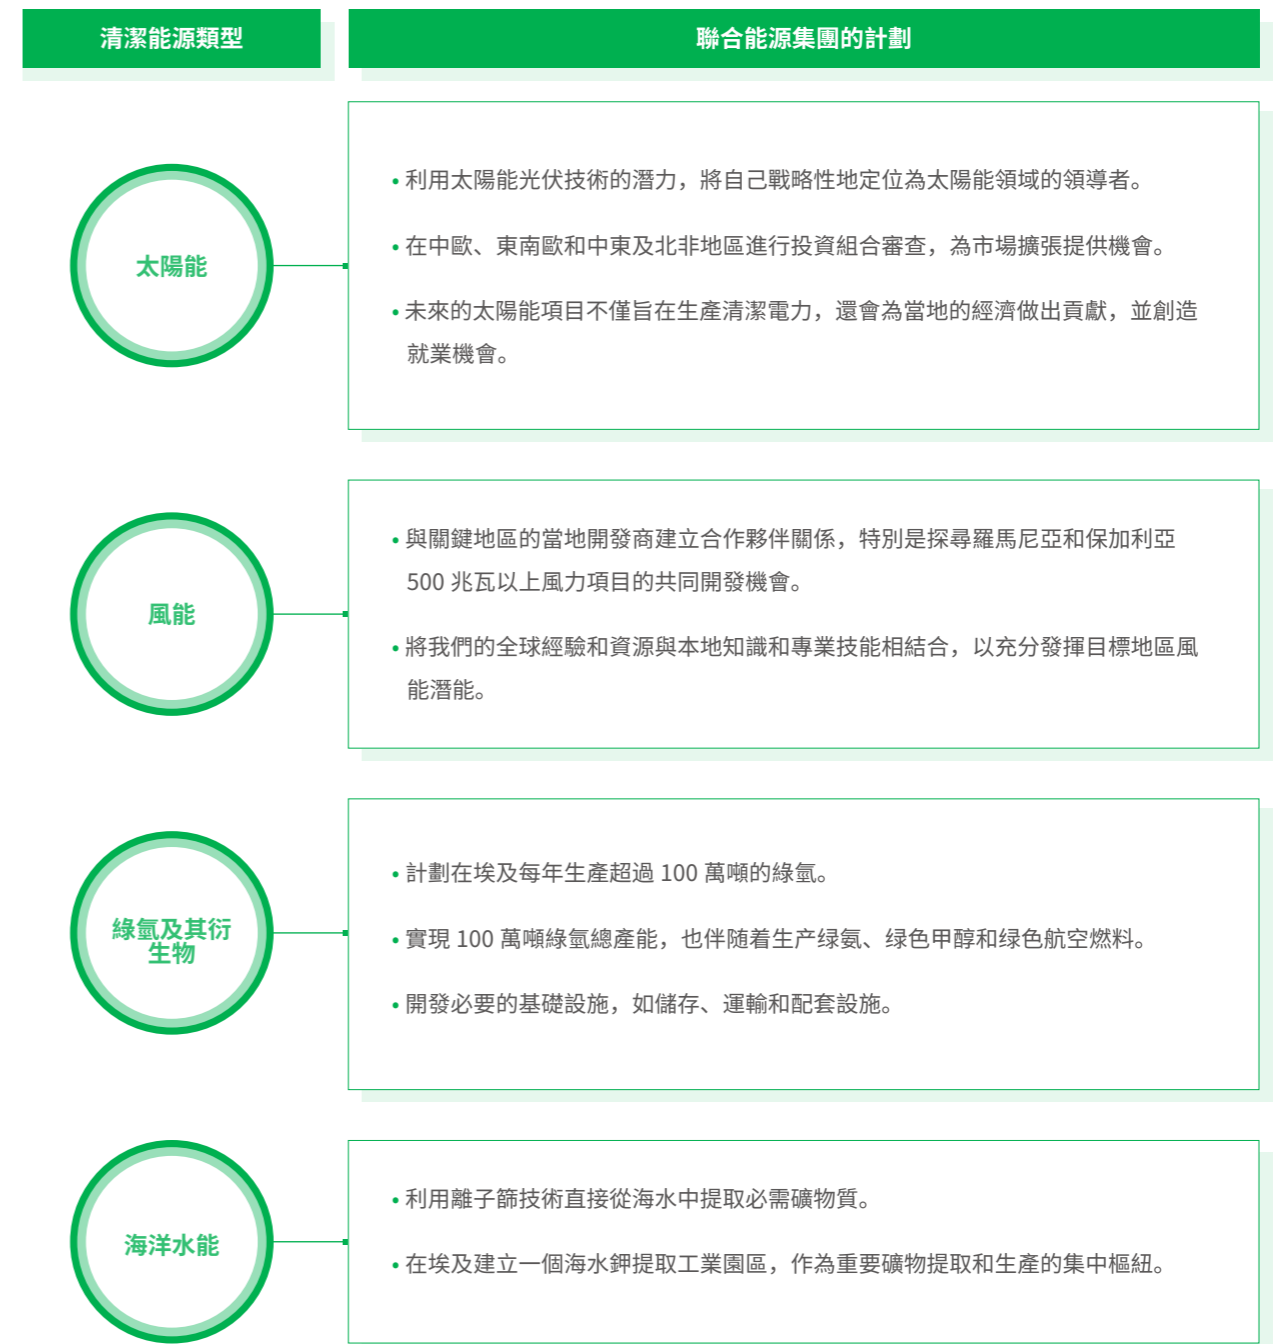 清潔能源類型
聯合能源集團的計劃
太陽能
• 利用太陽能光伏技術的潛力，將自己戰略性地定位為太陽能領域的領導者。
• 在中歐、東南歐和中東及北非地區進行投資組合審查，為市場擴張提供機會。
• 未來的太陽能項目不僅旨在生產清潔電力，還會為當地的經濟做出貢獻，並創造
就業機會。
風能
• 與關鍵地區的當地開發商建立合作夥伴關係，特別是探尋羅馬尼亞和保加利亞
500 兆瓦以上風力項目的共同開發機會。
• 將我們的全球經驗和資源與本地知識和專業技能相結合，以充分發揮目標地區風
能潛能。
綠氫及其衍
生物
• 計劃在埃及每年生產超過 100 萬噸的綠氫。
• 實現 100 萬噸綠氫總產能，也伴随着生产绿氨、绿色甲醇和绿色航空燃料。
• 開發必要的基礎設施，如儲存、運輸和配套設施。
海洋水能
• 利用離子篩技術直接從海水中提取必需礦物質。
• 在埃及建立一個海水鉀提取工業園區，作為重要礦物提取和生產的集中樞紐。